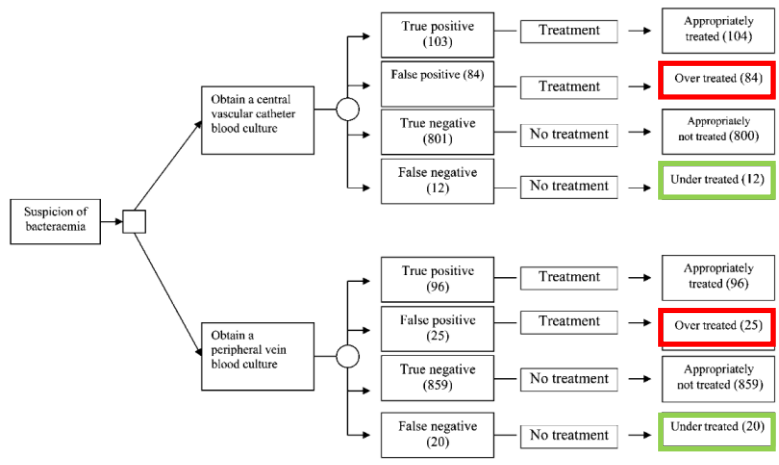 True positive
(103)
Treatment
Appropriately
treated (104)
False positive (84)
Treatment
Over treated (84)
Obtain a central
vascular catheter
blood culture
True negative
(801)
No treatment
Appropriately
not treated (800)
False negative
(12)
No treatment
Under treated (12)
Suspicion of
bacteraemia
True positive
(96)
Treatment
Appropriately
treated (96)
False positive
(25)
Treatment
Over treated (25)
Obtain a
peripheral vein
blood culture
True negative
(859)
No treatment
Appropriately
not treated (859)
False negative
(20)
No treatment
Under treated (20)